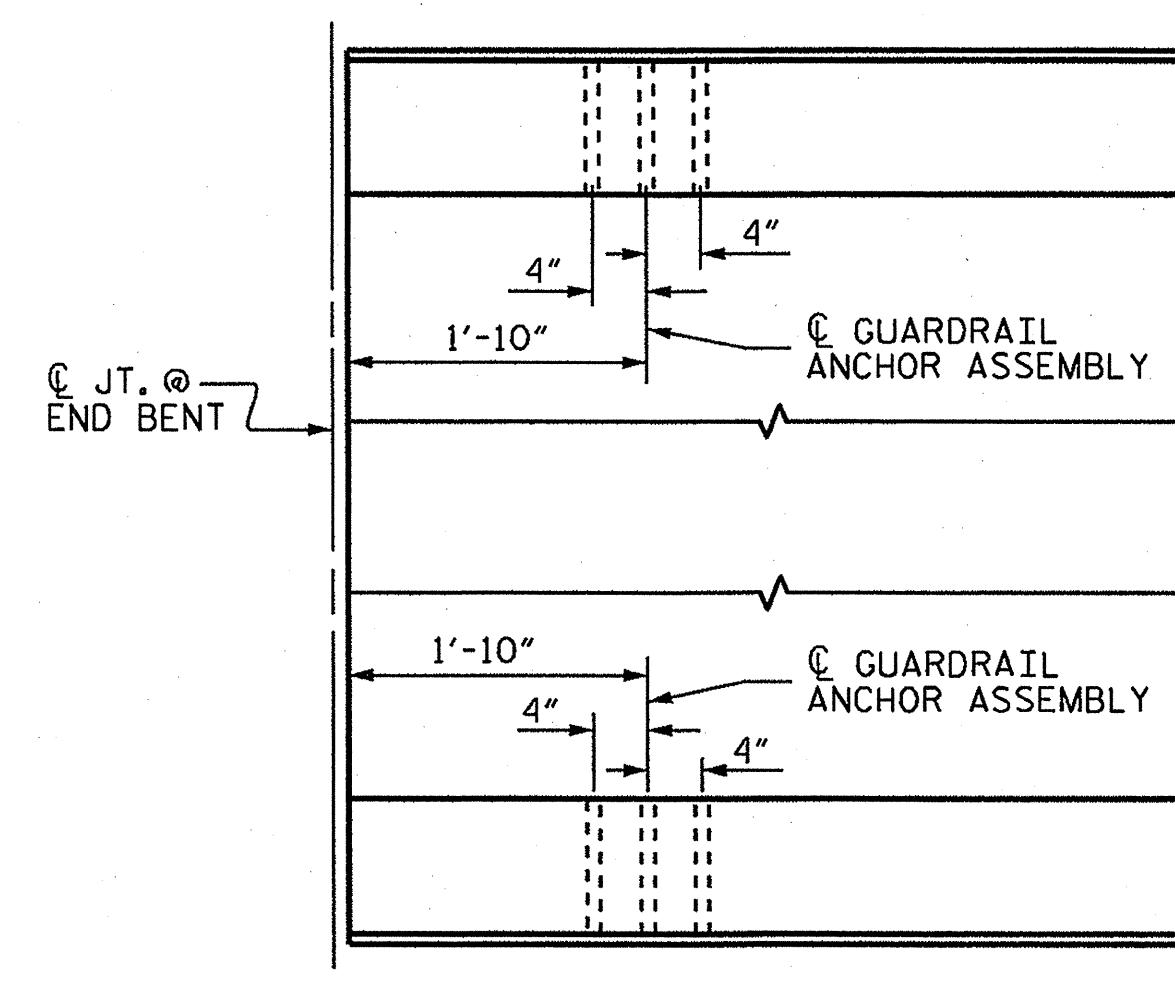 4"
4"
1'-10"
℄ GUARDRAIL
ANCHOR ASSEMBLY
℄ JT. @
END BENT
1'-10"
℄ GUARDRAIL
ANCHOR ASSEMBLY
4"
4"